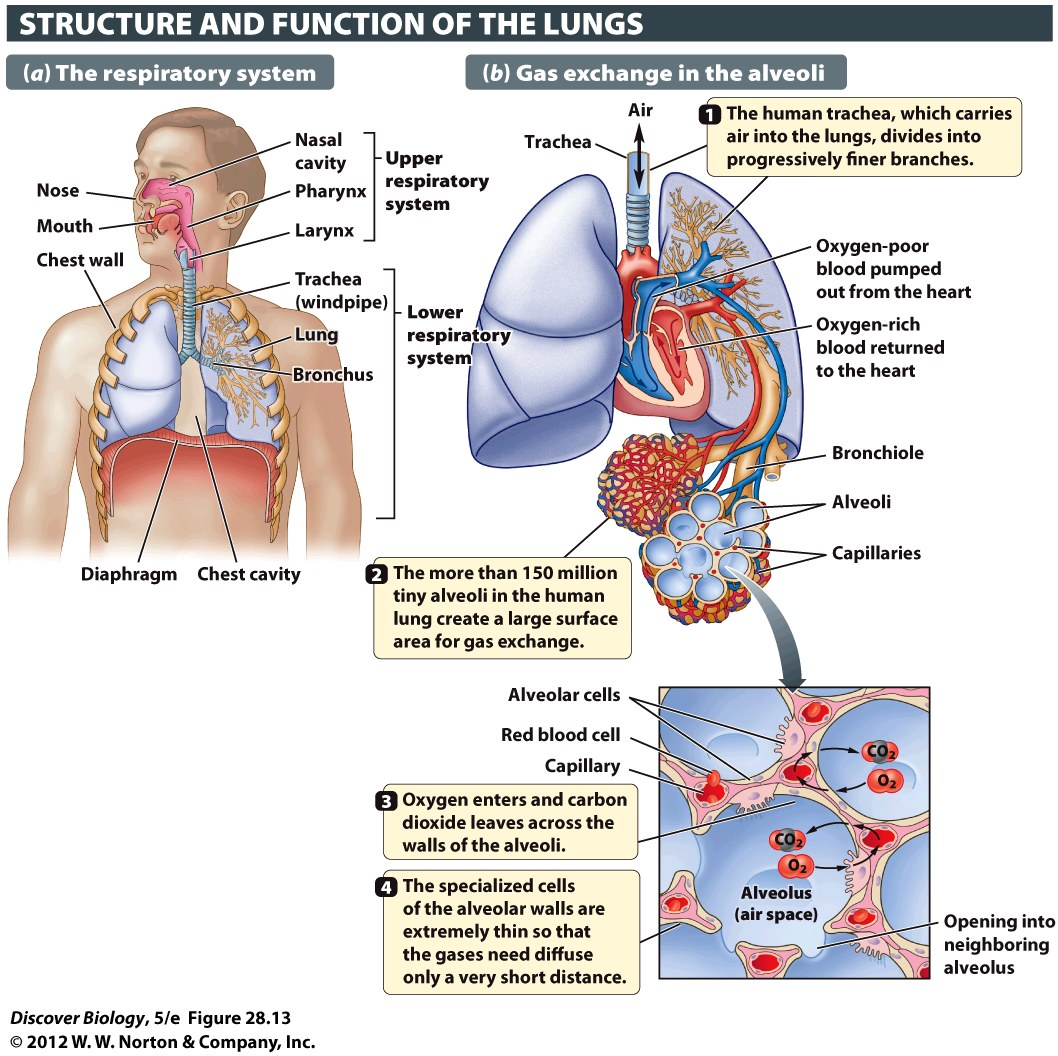 STRUCTURE AND FUNCTION OF THE LUNGS
(a) The respiratory system
Nasal
cavity
Pharynx
Larynx
Upper
respiratory
system
Nose
Mouth
Chest wall
Trachea
(windpipe)
Lung
Bronchus
Lower
respiratory
system
Diaphragm
Chest cavity
(b) Gas exchange in the alveoli
Air
Trachea
1 The human trachea, which carries
air into the lungs, divides into
progressively finer branches.
Oxygen-poor
blood pumped
out from the heart
Oxygen-rich
blood returned
to the heart
Bronchiole
Alveoli
Capillaries
2 The more than 150 million
tiny alveoli in the human
lung create a large surface
area for gas exchange.
Alveolar cells
Red blood cell
Capillary
3 Oxygen enters and carbon
dioxide leaves across the
walls of the alveoli.
4 The specialized cells
of the alveolar walls are
extremely thin so that
the gases need diffuse
only a very short distance.
CO₂
O₂
CO₂
O₂
Alveolus
(air space)
Opening into
neighboring
alveolus
Discover Biology, 5/e Figure 28.13
© 2012 W. W. Norton & Company, Inc.